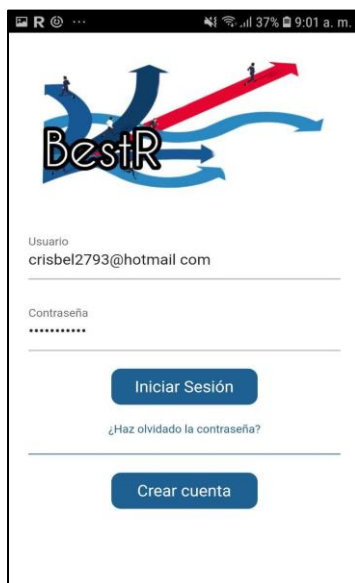 R ... 37% 9:01 a. m.
BestR
Usuario
crisbel2793@hotmail com
Contraseña
•••••••••••
Iniciar Sesión
¿Haz olvidado la contraseña?
Crear cuenta